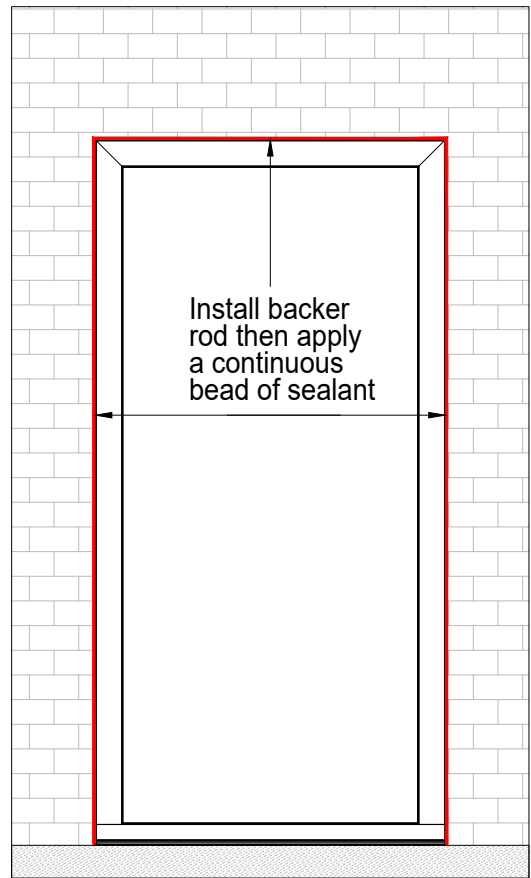 Install backer
rod then apply
a continuous
bead of sealant